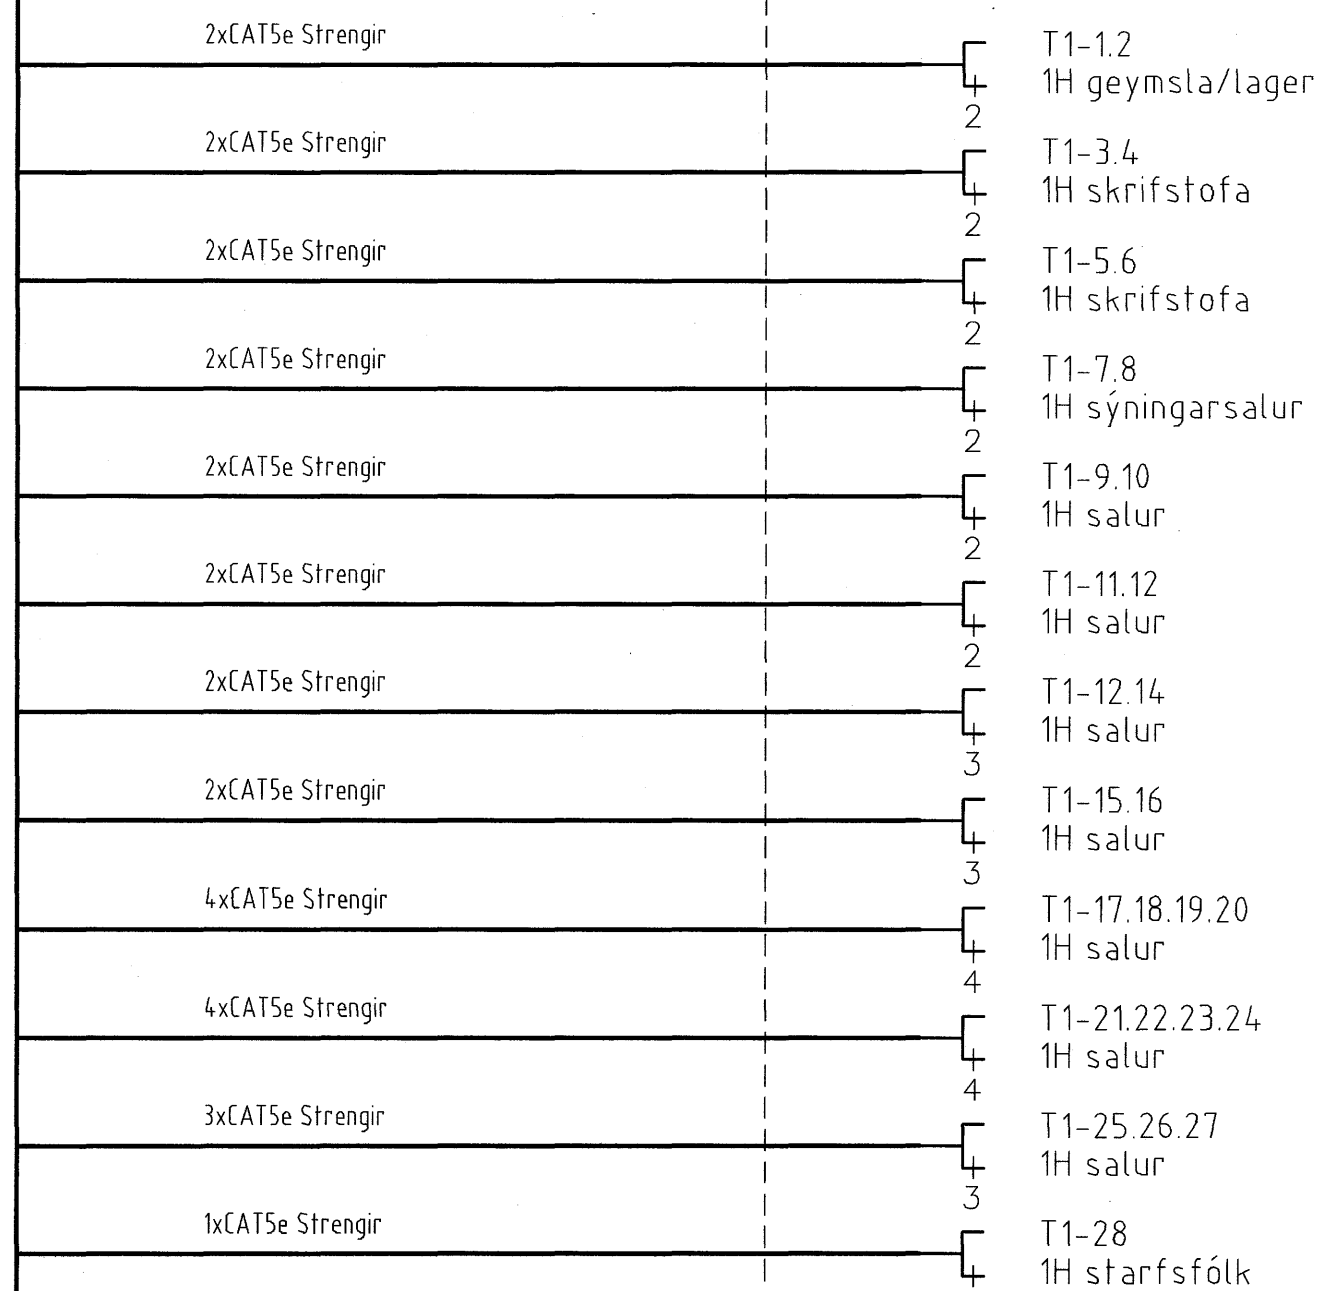 2xCAT5e Strengir
T1-1.2
1H geymsla/lager
2
2xCAT5e Strengir
T1-3.4
1H skrifstofa
2
2xCAT5e Strengir
T1-5.6
1H skrifstofa
2
2xCAT5e Strengir
T1-7.8
1H sýningarsalur
2
2xCAT5e Strengir
T1-9.10
1H salur
2
2xCAT5e Strengir
T1-11.12
1H salur
2
2xCAT5e Strengir
T1-12.14
1H salur
3
2xCAT5e Strengir
T1-15.16
1H salur
3
4xCAT5e Strengir
T1-17.18.19.20
1H salur
4
4xCAT5e Strengir
T1-21.22.23.24
1H salur
4
3xCAT5e Strengir
T1-25.26.27
1H salur
3
1xCAT5e Strengir
T1-28
1H starfsfólk